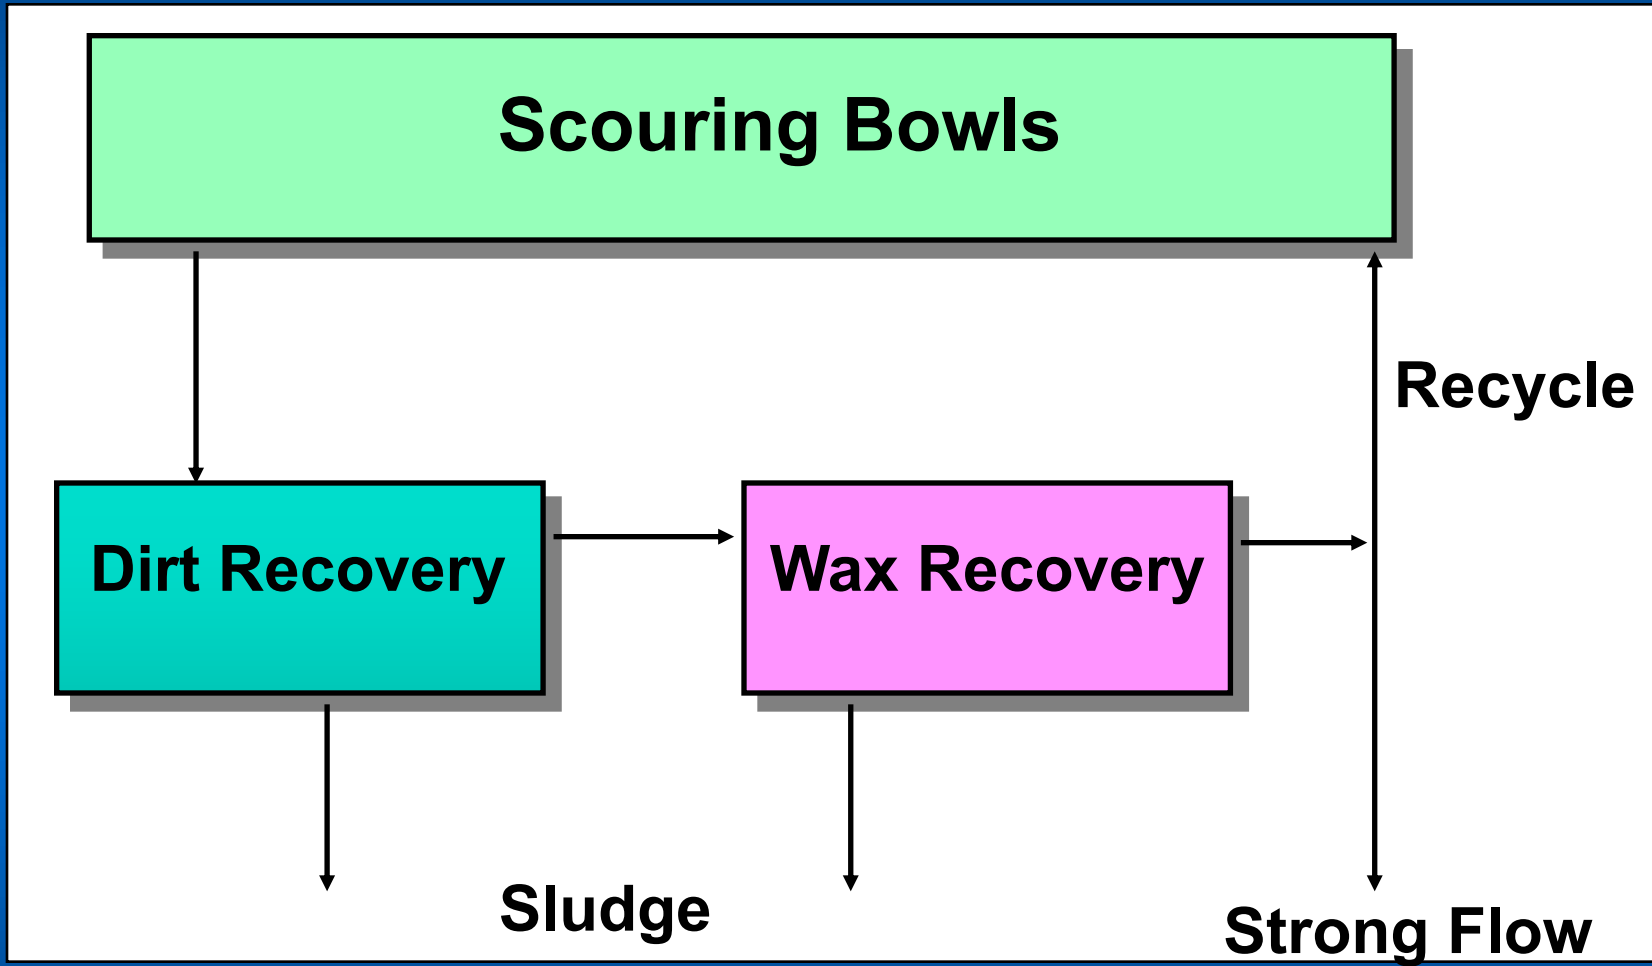 Scouring Bowls
Recycle
Dirt Recovery
Wax Recovery
Sludge
Strong Flow